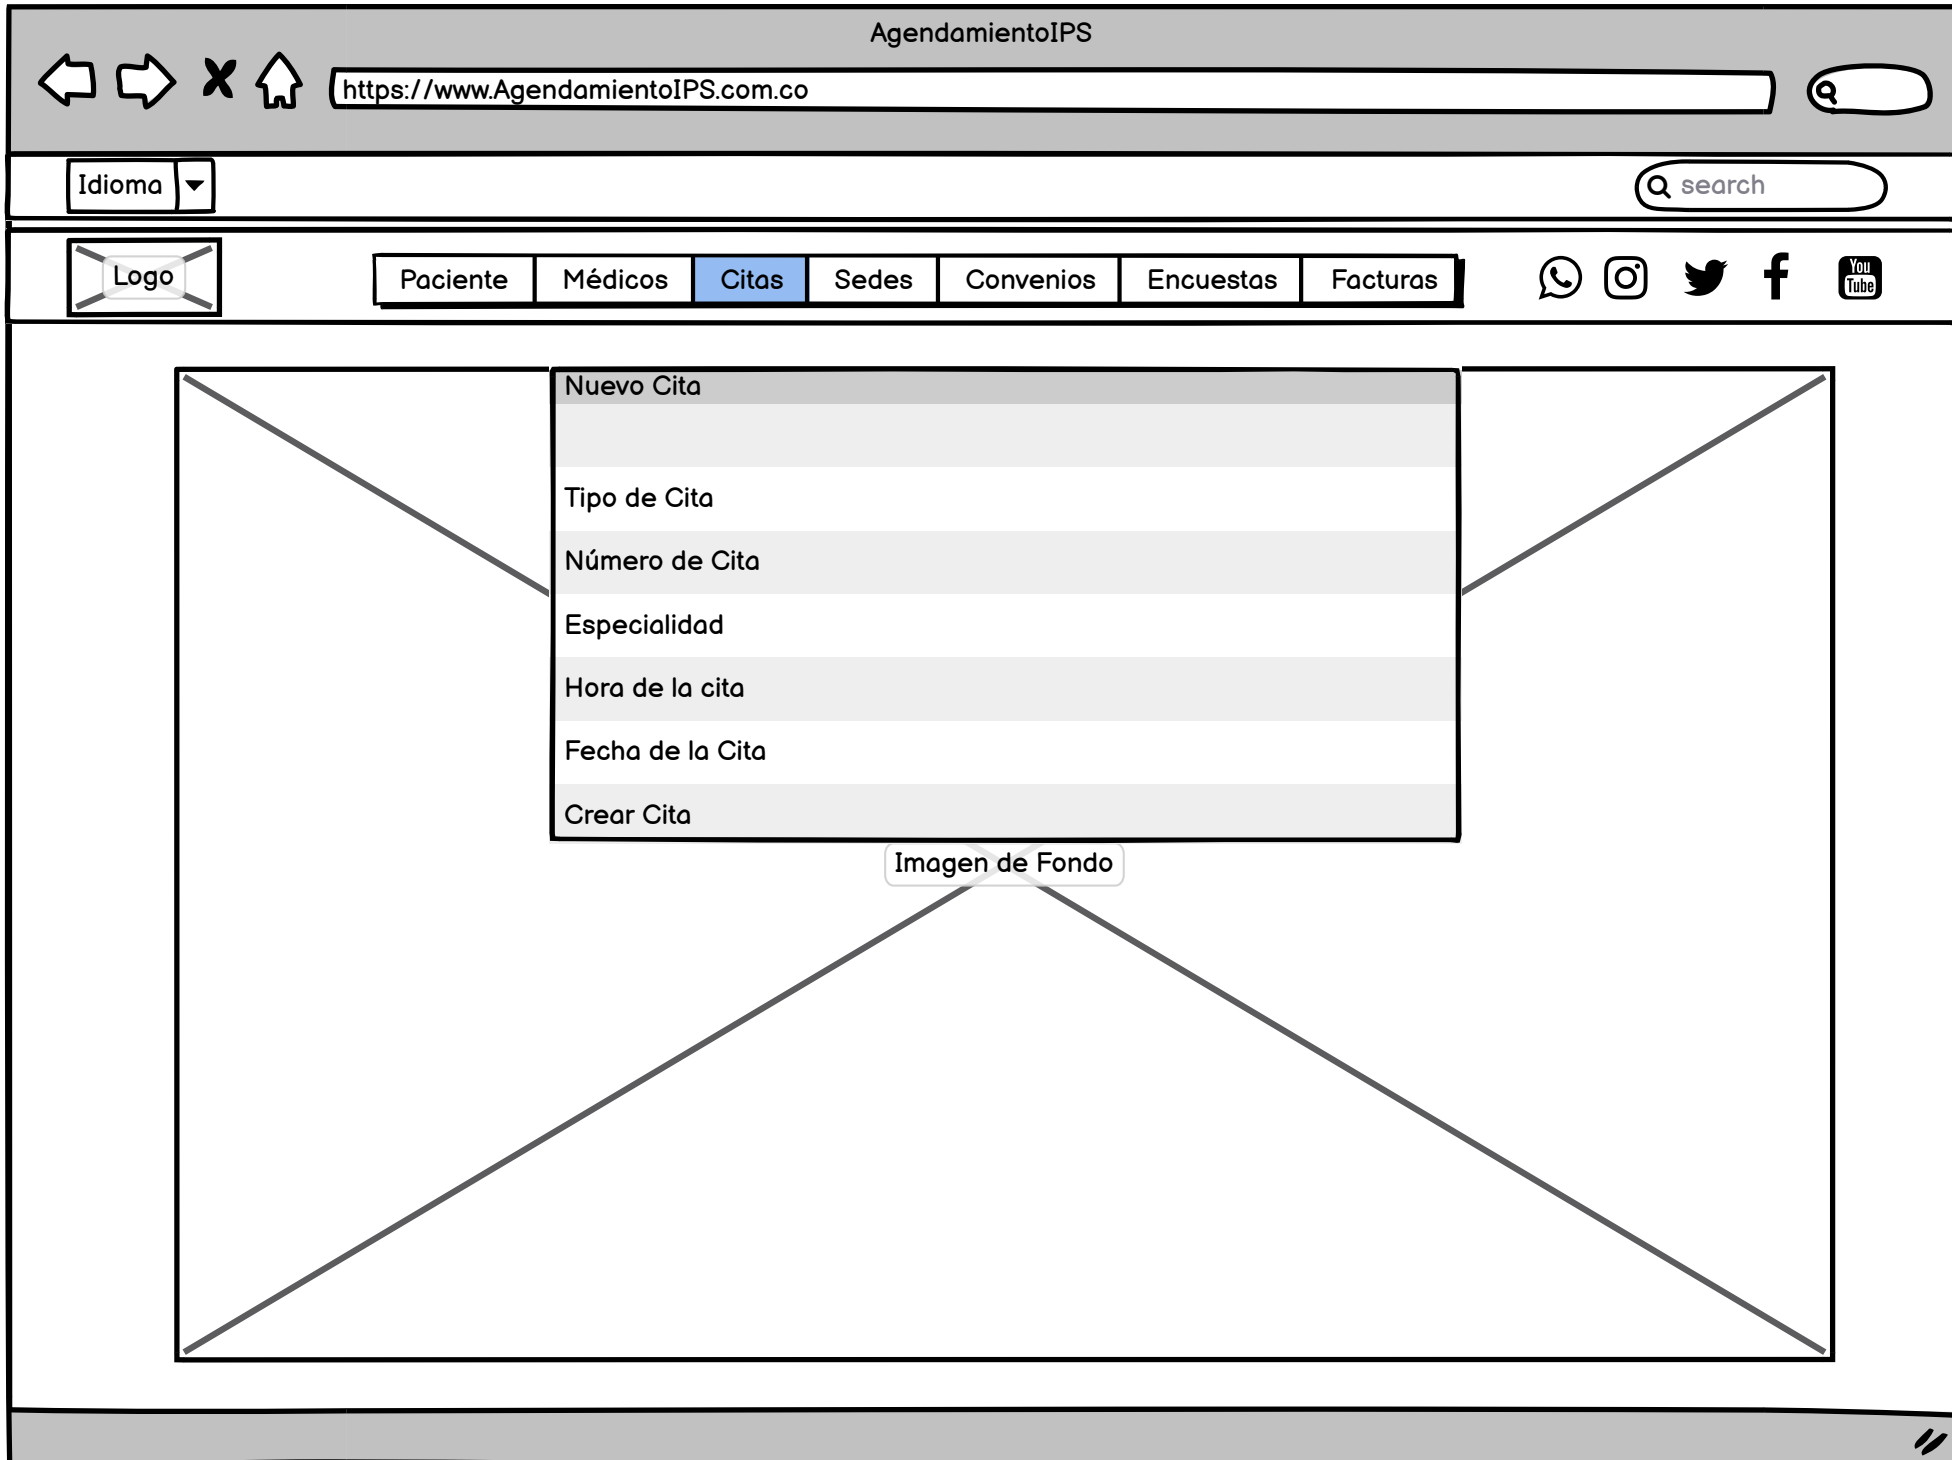 AgendamientoIPS
https://www.AgendamientoIPS.com.co
Idioma
search
Logo
Paciente Médicos Citas Sedes Convenios Encuestas Facturas
You
Tube
Nuevo Cita
Tipo de Cita
Número de Cita
Especialidad
Hora de la cita
Fecha de la Cita
Crear Cita
Imagen de Fondo